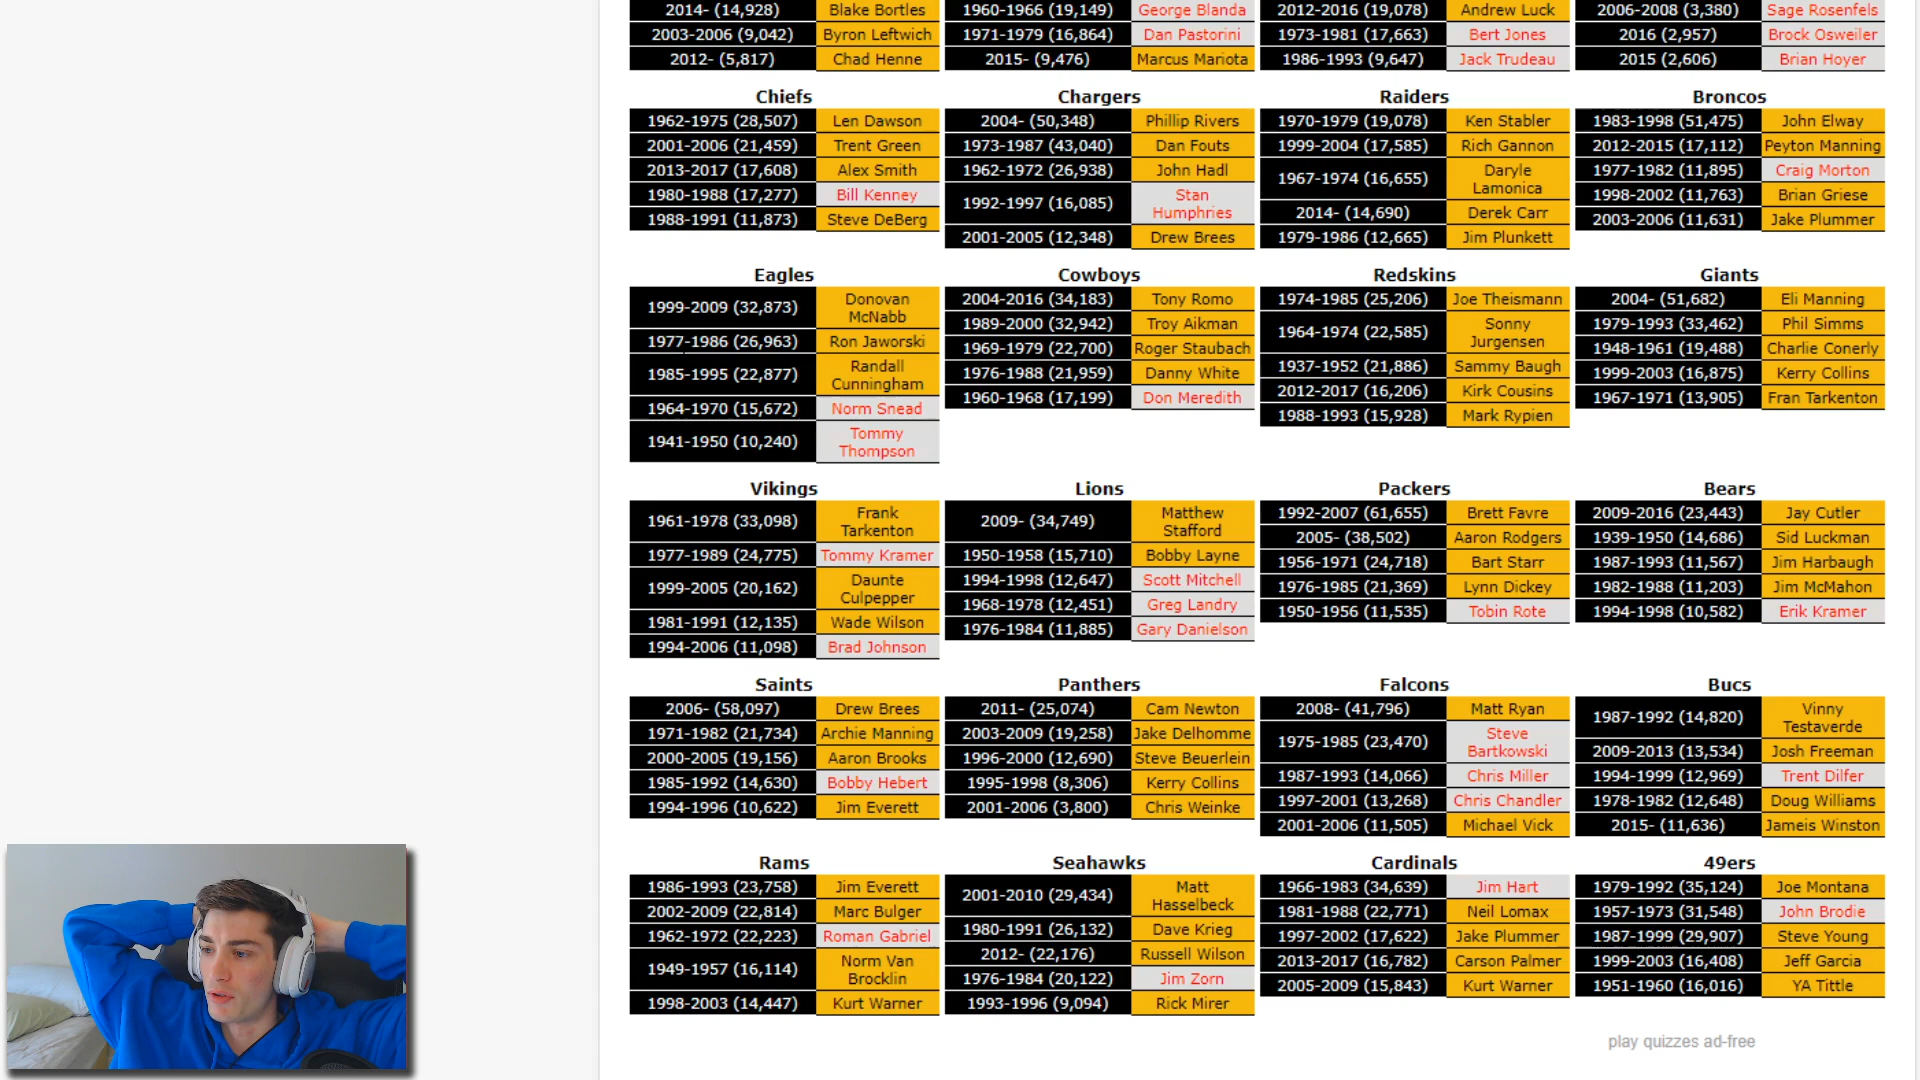 2014- (14,928) Blake Bortles 1960-1966 (19,149) George Blanda 2012-2016 (19,078) Andrew Luck 2006-2008 (3,380) Sage Rosenfels
2003-2006 (9,042) Byron Leftwich 1971-1979 (16,864) Dan Pastorini 1973-1981 (17,663) Bert Jones 2016 (2,957) Brock Osweiler
2012- (5,817) Chad Henne 2015- (9,476) Marcus Mariota 1986-1993 (9,647) Jack Trudeau 2015 (2,606) Brian Hoyer
Chiefs
1962-1975 (28,507) Len Dawson
2001-2006 (21,459) Trent Green
2013-2017 (17,608) Alex Smith
1980-1988 (17,277) Bill Kenney
1988-1991 (11,873) Steve DeBerg
Chargers
2004- (50,348) Phillip Rivers
1973-1987 (43,040) Dan Fouts
1962-1972 (26,938) John Hadl
1992-1997 (16,085) Stan
Humphries
2001-2005 (12,348) Drew Brees
Raiders
1970-1979 (19,078) Ken Stabler
1999-2004 (17,585) Rich Gannon
1967-1974 (16,655) Daryle
Lamonica
2014- (14,690) Derek Carr
1979-1986 (12,665) Jim Plunkett
Broncos
1983-1998 (51,475) John Elway
2012-2015 (17,112) Peyton Manning
1977-1982 (11,895) Craig Morton
1998-2002 (11,763) Brian Griese
2003-2006 (11,631) Jake Plummer
Eagles
1999-2009 (32,873) Donovan
McNabb
1977-1986 (26,963) Ron Jaworski
1985-1995 (22,877) Randall
Cunningham
1964-1970 (15,672) Norm Snead
1941-1950 (10,240) Tommy
Thompson
Cowboys
2004-2016 (34,183) Tony Romo
1989-2000 (32,942) Troy Aikman
1969-1979 (22,700) Roger Staubach
1976-1988 (21,959) Danny White
1960-1968 (17,199) Don Meredith
Redskins
1974-1985 (25,206) Joe Theismann
1964-1974 (22,585) Sonny
Jurgensen
1937-1952 (21,886) Sammy Baugh
2012-2017 (16,206) Kirk Cousins
1988-1993 (15,928) Mark Rypien
Giants
2004- (51,682) Eli Manning
1979-1993 (33,462) Phil Simms
1948-1961 (19,488) Charlie Conerly
1999-2003 (16,875) Kerry Collins
1967-1971 (13,905) Fran Tarkenton
Vikings
1961-1978 (33,098) Frank
Tarkenton
1977-1989 (24,775) Tommy Kramer
1999-2005 (20,162) Daunte
Culpepper
1981-1991 (12,135) Wade Wilson
1994-2006 (11,098) Brad Johnson
Lions
2009- (34,749) Matthew
Stafford
1950-1958 (15,710) Bobby Layne
1994-1998 (12,647) Scott Mitchell
1968-1978 (12,451) Greg Landry
1976-1984 (11,885) Gary Danielson
Packers
1992-2007 (61,655) Brett Favre
2005- (38,502) Aaron Rodgers
1956-1971 (24,718) Bart Starr
1976-1985 (21,369) Lynn Dickey
1950-1956 (11,535) Tobin Rote
Bears
2009-2016 (23,443) Jay Cutler
1939-1950 (14,686) Sid Luckman
1987-1993 (11,567) Jim Harbaugh
1982-1988 (11,203) Jim McMahon
1994-1998 (10,582) Erik Kramer
Saints
2006- (58,097) Drew Brees
1971-1982 (21,734) Archie Manning
2000-2005 (19,156) Aaron Brooks
1985-1992 (14,630) Bobby Hebert
1994-1996 (10,622) Jim Everett
Panthers
2011- (25,074) Cam Newton
2003-2009 (19,258) Jake Delhomme
1996-2000 (12,690) Steve Beuerlein
1995-1998 (8,306) Kerry Collins
2001-2006 (3,800) Chris Weinke
Falcons
2008- (41,796) Matt Ryan
1975-1985 (23,470) Steve
Bartkowski
1987-1993 (14,066) Chris Miller
1997-2001 (13,268) Chris Chandler
2001-2006 (11,505) Michael Vick
Bucs
1987-1992 (14,820) Vinny
Testaverde
2009-2013 (13,534) Josh Freeman
1994-1999 (12,969) Trent Dilfer
1978-1982 (12,648) Doug Williams
2015- (11,636) Jameis Winston
Rams
1986-1993 (23,758) Jim Everett
2002-2009 (22,814) Marc Bulger
1962-1972 (22,223) Roman Gabriel
1949-1957 (16,114) Norm Van
Brocklin
1998-2003 (14,447) Kurt Warner
Seahawks
2001-2010 (29,434) Matt
Hasselbeck
1980-1991 (26,132) Dave Krieg
2012- (22,176) Russell Wilson
1976-1984 (20,122) Jim Zorn
1993-1996 (9,094) Rick Mirer
Cardinals
1966-1983 (34,639) Jim Hart
1981-1988 (22,771) Neil Lomax
1997-2002 (17,622) Jake Plummer
2013-2017 (16,782) Carson Palmer
2005-2009 (15,843) Kurt Warner
49ers
1979-1992 (35,124) Joe Montana
1957-1973 (31,548) John Brodie
1987-1999 (29,907) Steve Young
1999-2003 (16,408) Jeff Garcia
1951-1960 (16,016) YA Tittle
play quizzes ad-free